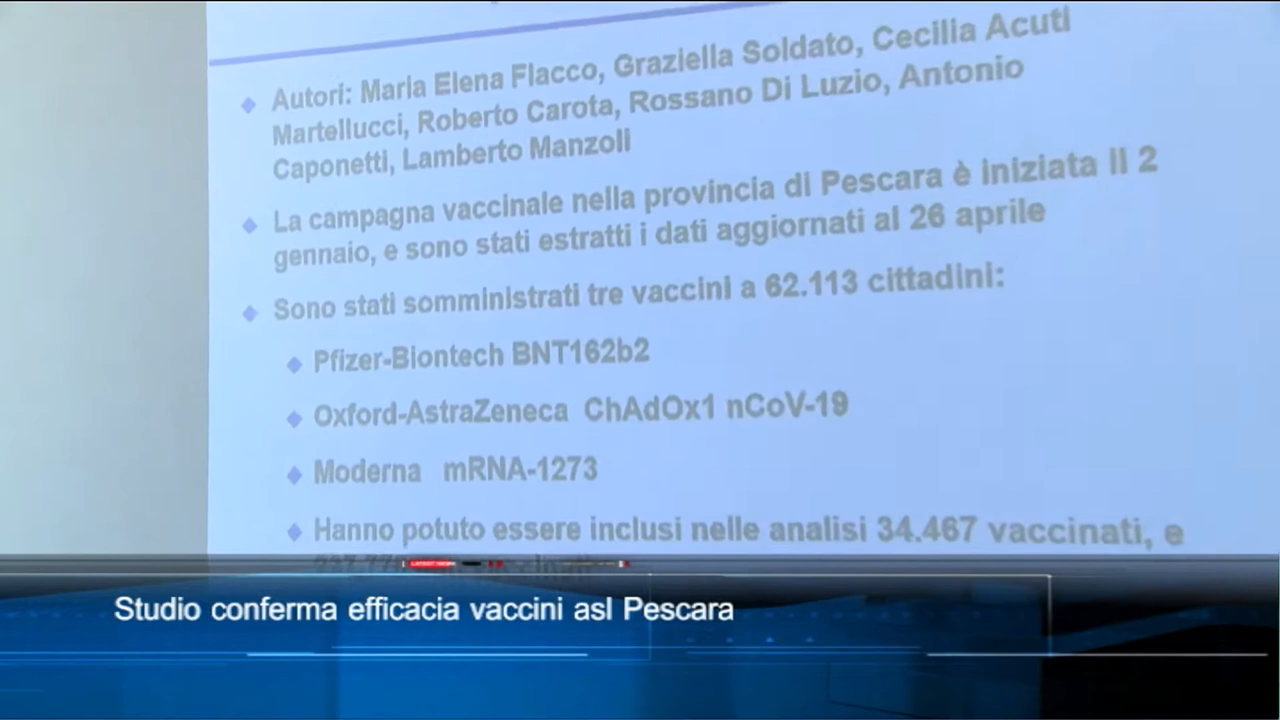 Autori: Maria Elena Flacco, Graziella Soldato, Cecilia Acuti
Martellucci, Roberto Carota, Rossano Di Luzio, Antonio
Caponetti, Lamberto Manzoli
La campagna vaccinale nella provincia di Pescara è iniziata il 2
gennaio, e sono stati estratti i dati aggiornati al 26 aprile
Sono stati somministrati tre vaccini a 62.113 cittadini:
Pfizer-Biontech BNT162b2
Oxford-AstraZeneca ChAdOx1 nCoV-19
Moderna mRNA-1273
Hanno potuto essere inclusi nelle analisi 34.467 vaccinati, e
LATEST NEWS
Studio conferma efficacia vaccini asl Pescara